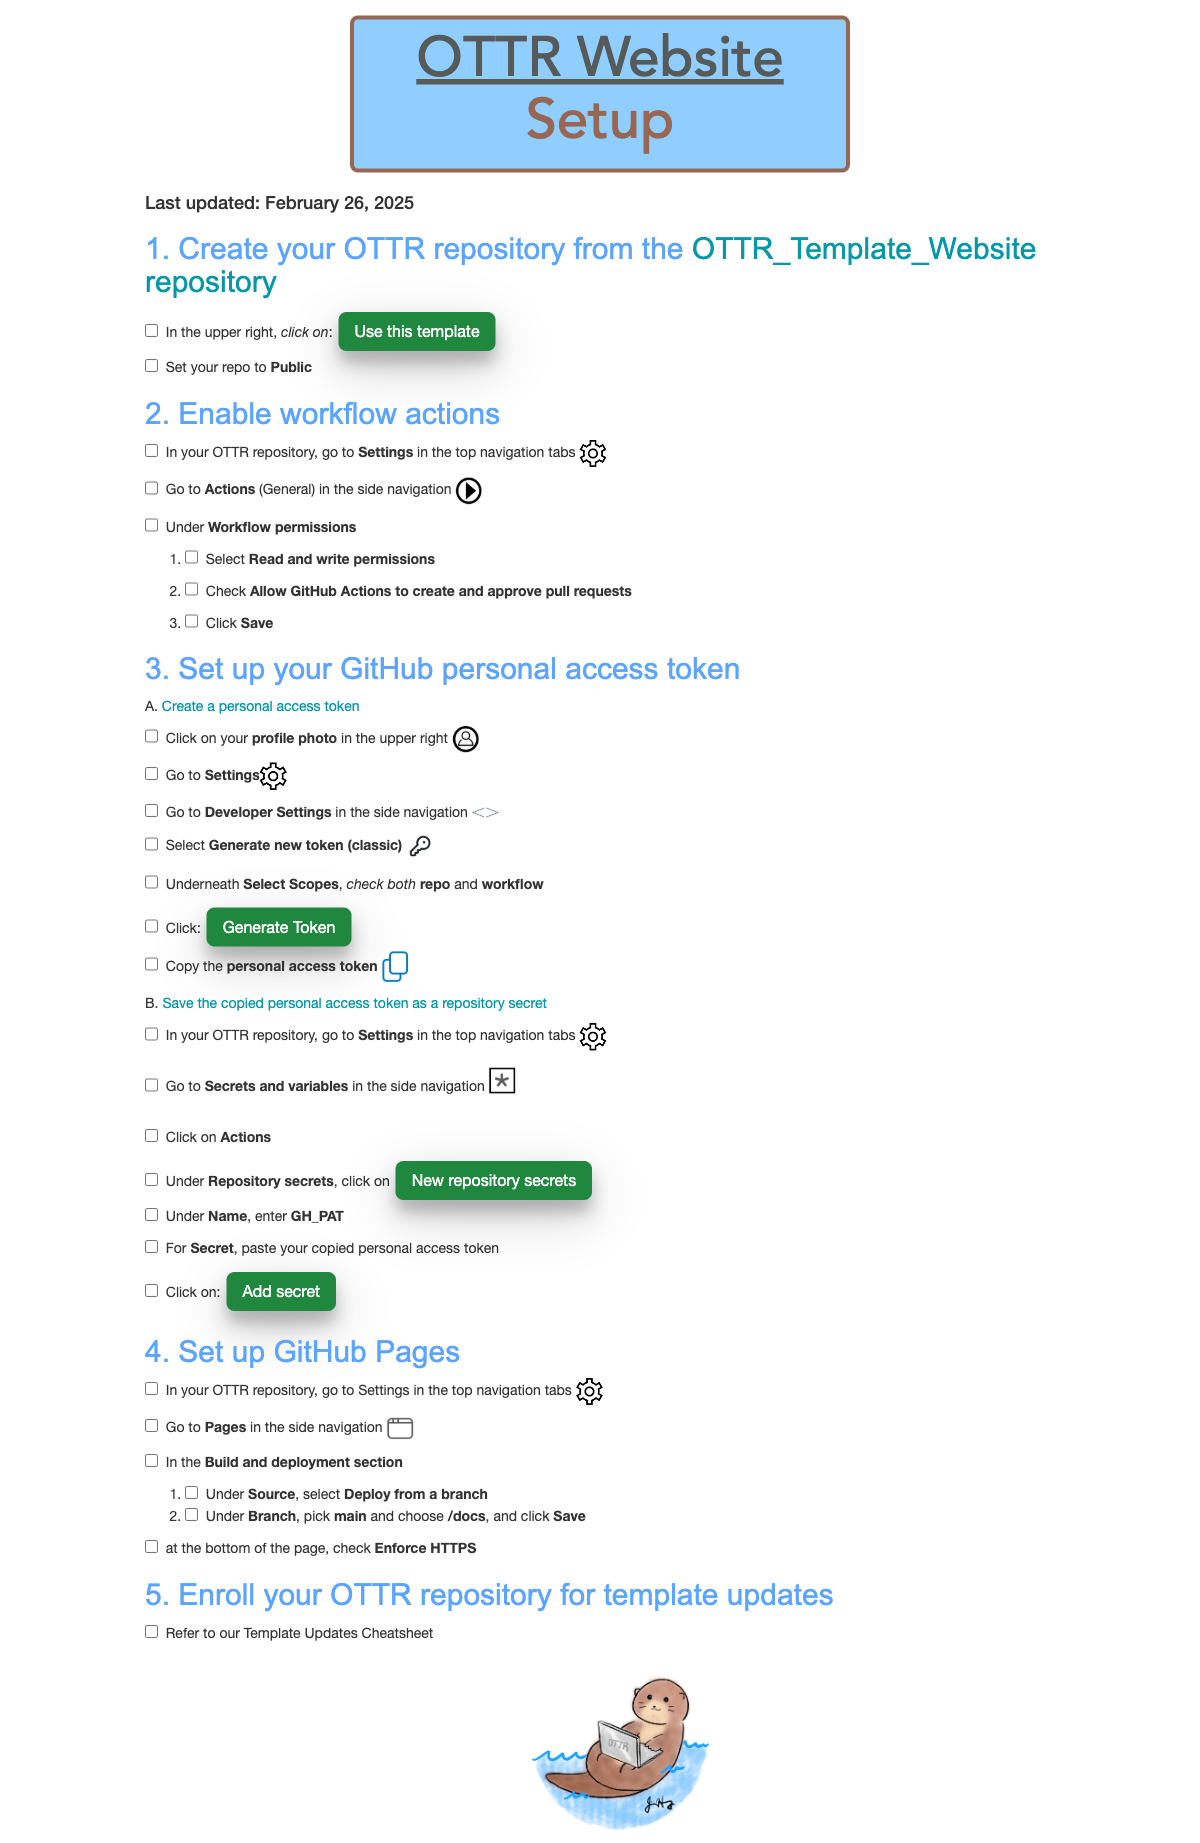 OTTR Website
Setup
Last updated: February 26, 2025
1. Create your OTTR repository from the OTTR_Template_Website
repository
In the upper right, click on: Use this template
Set your repo to Public
2. Enable workflow actions
In your OTTR repository, go to Settings in the top navigation tabs
Go to Actions (General) in the side navigation
Under Workflow permissions
1. Select Read and write permissions
2. Check Allow GitHub Actions to create and approve pull requests
3. Click Save
3. Set up your GitHub personal access token
A. Create a personal access token
Click on your profile photo in the upper right
Go to Settings
Go to Developer Settings in the side navigation <>
Select Generate new token (classic)
Underneath Select Scopes, check both repo and workflow
Click: Generate Token
Copy the personal access token
B. Save the copied personal access token as a repository secret
In your OTTR repository, go to Settings in the top navigation tabs
Go to Secrets and variables in the side navigation
Click on Actions
Under Repository secrets, click on New repository secrets
Under Name, enter GH_PAT
For Secret, paste your copied personal access token
Click on: Add secret
4. Set up GitHub Pages
In your OTTR repository, go to Settings in the top navigation tabs
Go to Pages in the side navigation
In the Build and deployment section
1. Under Source, select Deploy from a branch
2. Under Branch, pick main and choose /docs, and click Save
at the bottom of the page, check Enforce HTTPS
5. Enroll your OTTR repository for template updates
Refer to our Template Updates Cheatsheet
OTTR